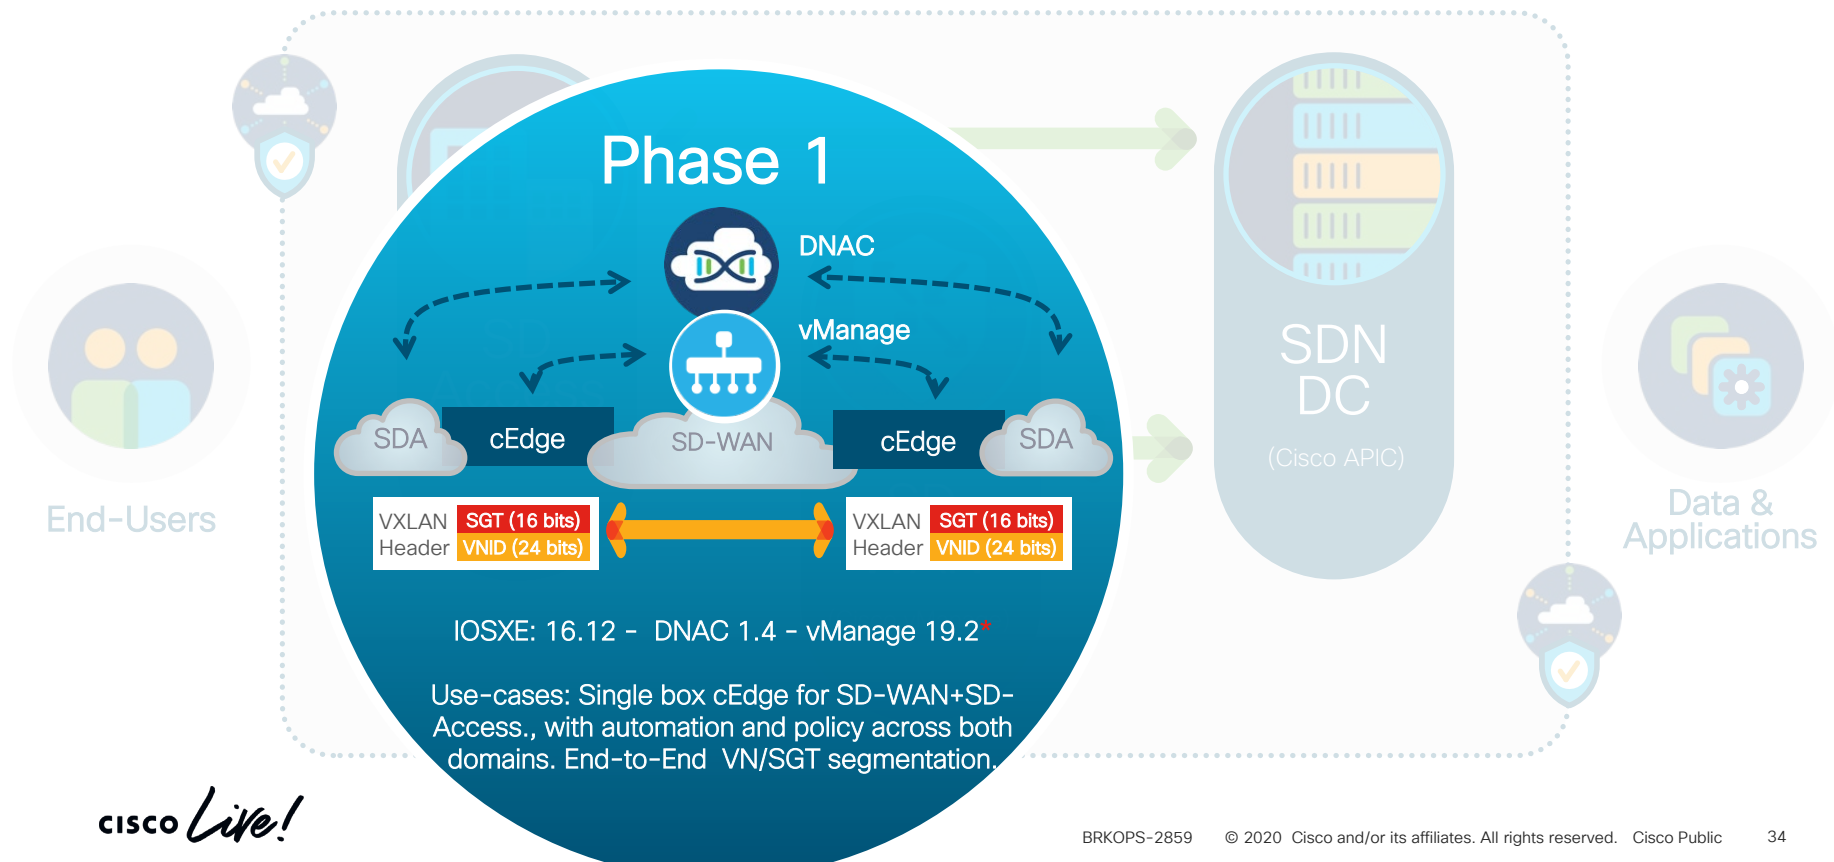 Phase 1
DNAC
vManage
SD
Access
SDA
cEdge
SD-WAN
cEdge
SDA
VXLAN
Header
SGT (16 bits)
VNID (24 bits)
VXLAN
Header
SGT (16 bits)
VNID (24 bits)
IOSXE: 16.12 - DNAC 1.4 - vManage 19.2*
Use-cases: Single box cEdge for SD-WAN+SD-
Access., with automation and policy across both
domains. End-to-End VN/SGT segmentation.
SDN
DC
(Cisco APIC)
End-Users
Data &
Applications
CISCO Live!
BRKOPS-2859 © 2020 Cisco and/or its affiliates. All rights reserved. Cisco Public 34